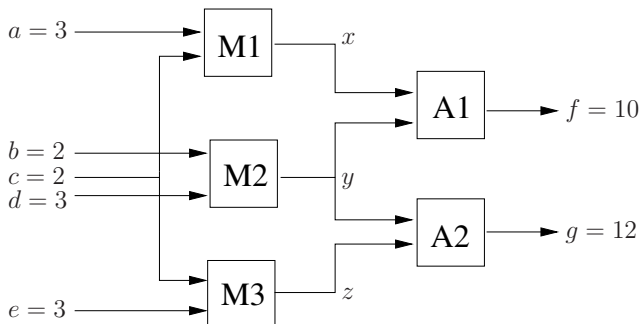 a = 3
M1
x
A1
f = 10
b = 2
c = 2
d = 3
M2
y
A2
g = 12
M3
z
e = 3